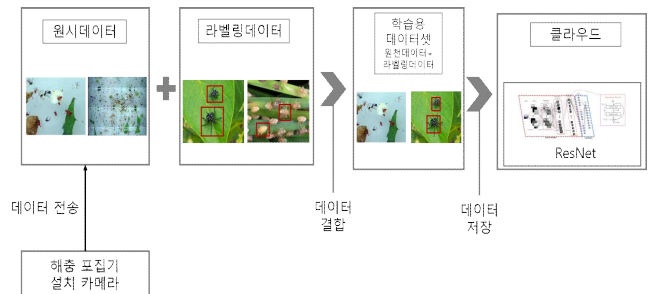 원시데이터
라벨링데이터
학습용
데이터셋
원천데이터+
라벨링데이터
클라우드
ResNet
데이터 전송
데이터
결합
데이터
저장
해충 포집기
설치 카메라